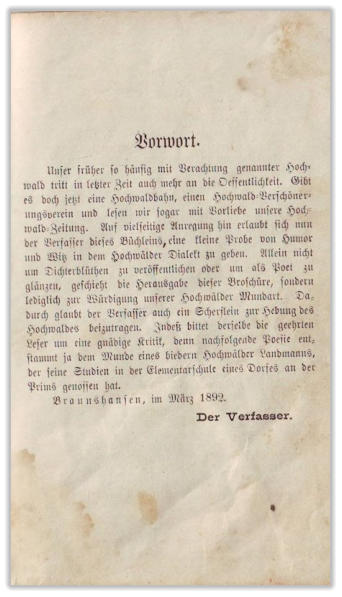 Vorwort.
Unser früher so häufig mit Verachtung genannter Hoch-
wald tritt in letzter Zeit auch mehr an die Oeffentlichkeit. Gibt
es doch jetzt eine Hochwaldbahn, einen Hochwald-Verschöner-
ungsverein und lesen wir sogar mit Vorliebe unsere Hoch-
wald-Zeitung. Auf vielseitige Anregung hin erlaubt sich nun
der Verfasser dieses Büchleins, eine kleine Probe von Humor
und Witz in dem Hochwälder Dialekt zu geben. Allein nicht
um Dichterblüthen zu veröffentlichen oder um als Poet zu
glänzen, geschieht die Herausgabe dieser Broschüre, sondern
lediglich zur Würdigung unserer Hochwälder Mundart. Da-
durch glaubt der Verfasser auch ein Scherflein zur Hebung des
Hochwaldes beizutragen. Indeß bittet derselbe die geehrten
Leser um eine gnädige Kritik, denn nachfolgende Poesie ent-
stammt ja dem Munde eines biedern Hochwälder Landmanns,
der seine Studien in der Elementarschule eines Dorfes an der
Prims genossen hat.
Braunshausen, im März 1892.
Der Verfasser.